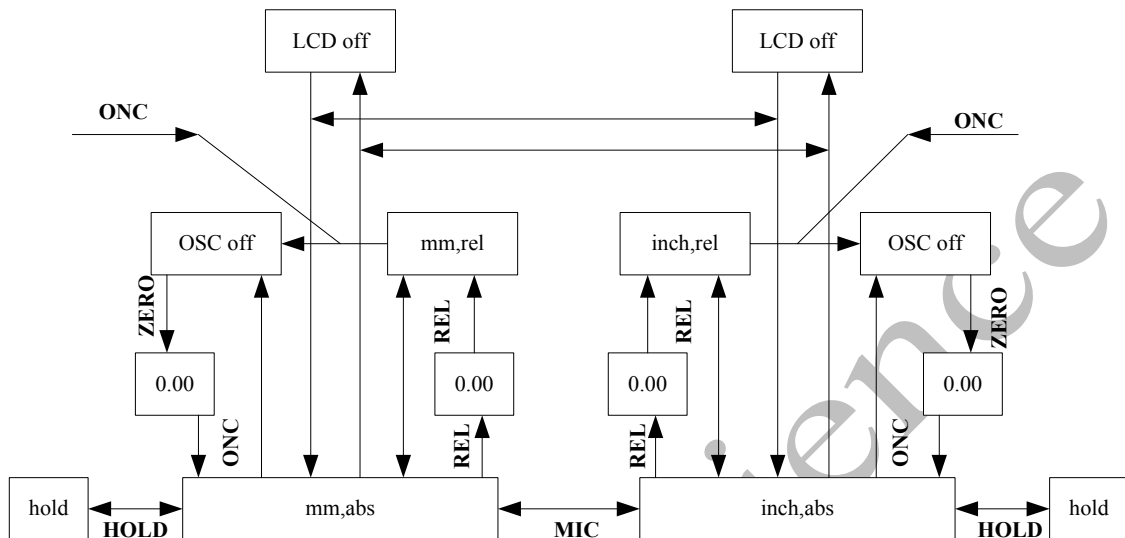 LCD off
LCD off
ONC
ONC
OSC off
mm,rel
inch,rel
OSC off
ZERO
REL
REL
ZERO
0.00
0.00
0.00
0.00
ONC
REL
REL
ONC
hold
mm,abs
inch,abs
hold
HOLD
MIC
HOLD
ience